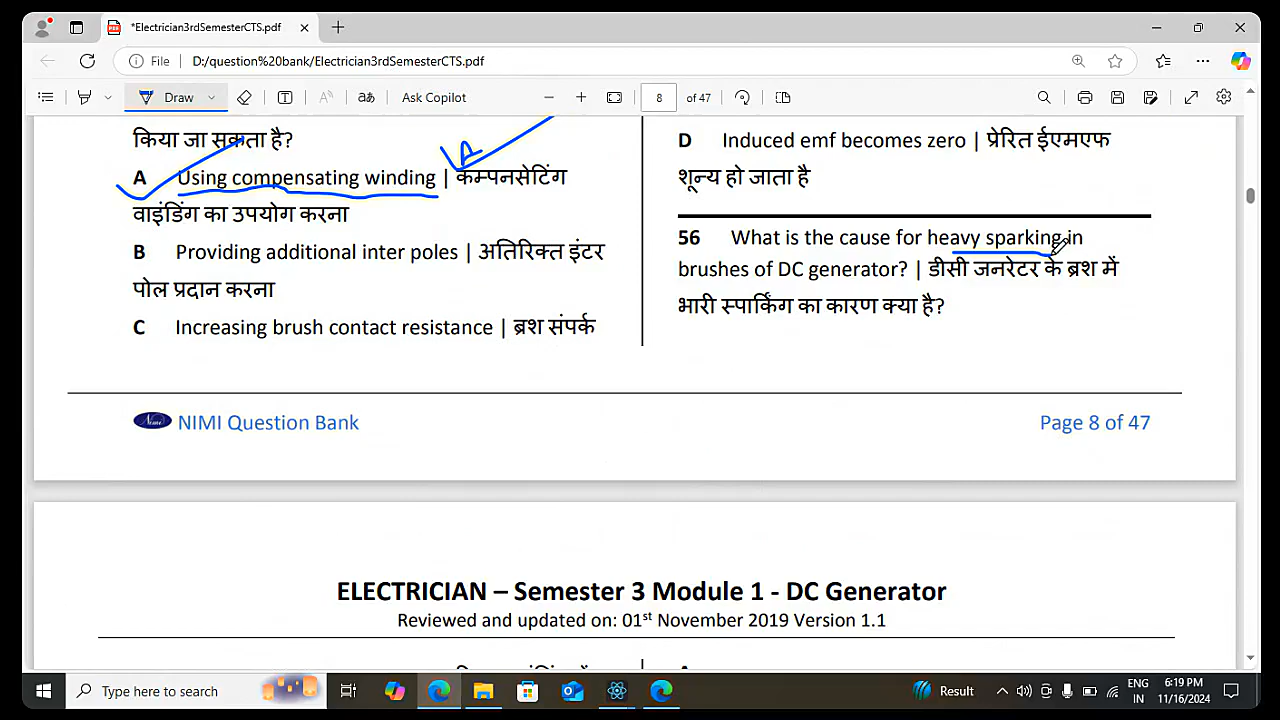 *Electrician3rdSemesterCTS.pdf
File
D:/question%20bank/Electrician3rdSemesterCTS.pdf
Draw
Ask Copilot
8
of 47
किया जा सकता है?
A Using compensating winding | कम्पनसेटिंग
वाइंडिंग का उपयोग करना
B Providing additional inter poles | अतिरिक्त इंटर
पोल प्रदान करना
C Increasing brush contact resistance | ब्रश संपर्क
D Induced emf becomes zero | प्रेरित ईएमएफ
शून्य हो जाता है
56 What is the cause for heavy sparking in
brushes of DC generator? | डीसी जनरेटर के ब्रश में
भारी स्पार्किंग का कारण क्या है?
Nimi NIMI Question Bank
Page 8 of 47
ELECTRICIAN – Semester 3 Module 1 - DC Generator
Reviewed and updated on: 01st November 2019 Version 1.1
Type here to search
Result
ENG
IN
6:19 PM
11/16/2024